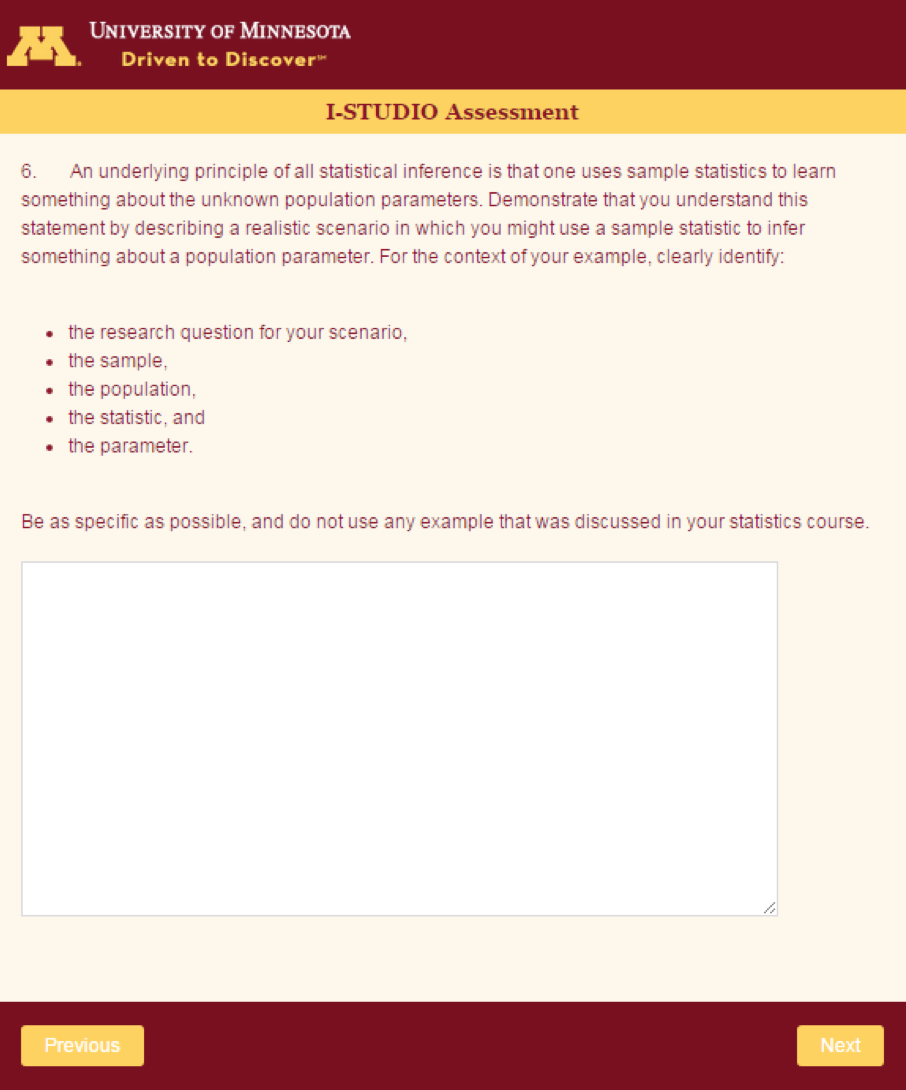 UNIVERSITY OF MINNESOTA
Driven to Discover℠
I-STUDIO Assessment
6. An underlying principle of all statistical inference is that one uses sample statistics to learn
something about the unknown population parameters. Demonstrate that you understand this
statement by describing a realistic scenario in which you might use a sample statistic to infer
something about a population parameter. For the context of your example, clearly identify:
• the research question for your scenario,
• the sample,
• the population,
• the statistic, and
• the parameter.
Be as specific as possible, and do not use any example that was discussed in your statistics course.
Previous
Next